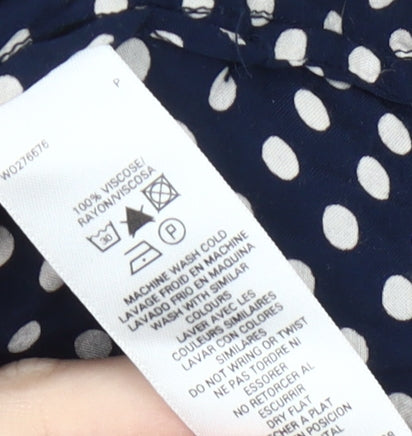 P
WO276676
100% VISCOSE/
RAYON/VISCOSA
30
P
MACHINE WASH COLD
LAVAGE FROID EN MACHINE
LAVADO FRIO EN MAQUINA
WASH WITH SIMILAR
COLOURS
LAVER AVEC LES
COULEURS SIMILAIRES
LAVAR CON COLORES
SIMILARES
DO NOT WRING OR TWIST
NE PAS TORDRE NI
ESSORER
NO RETORCER AL
ESCURRIR
DRY FLAT
A PLAT
POSICION